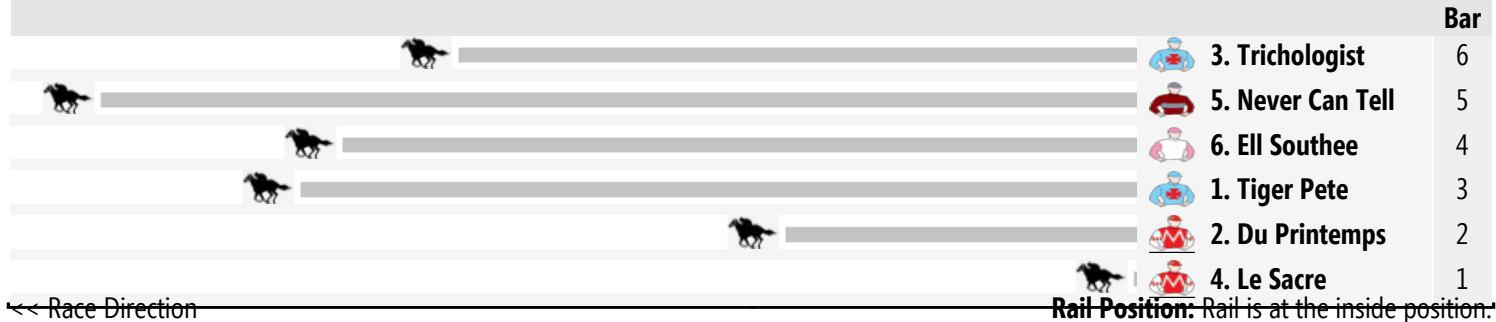 Bar
3. Trichologist 6
5. Never Can Tell 5
6. Ell Southee 4
1. Tiger Pete 3
2. Du Printemps 2
4. Le Sacre 1
<< Race Direction Rail Position: Rail is at the inside position.